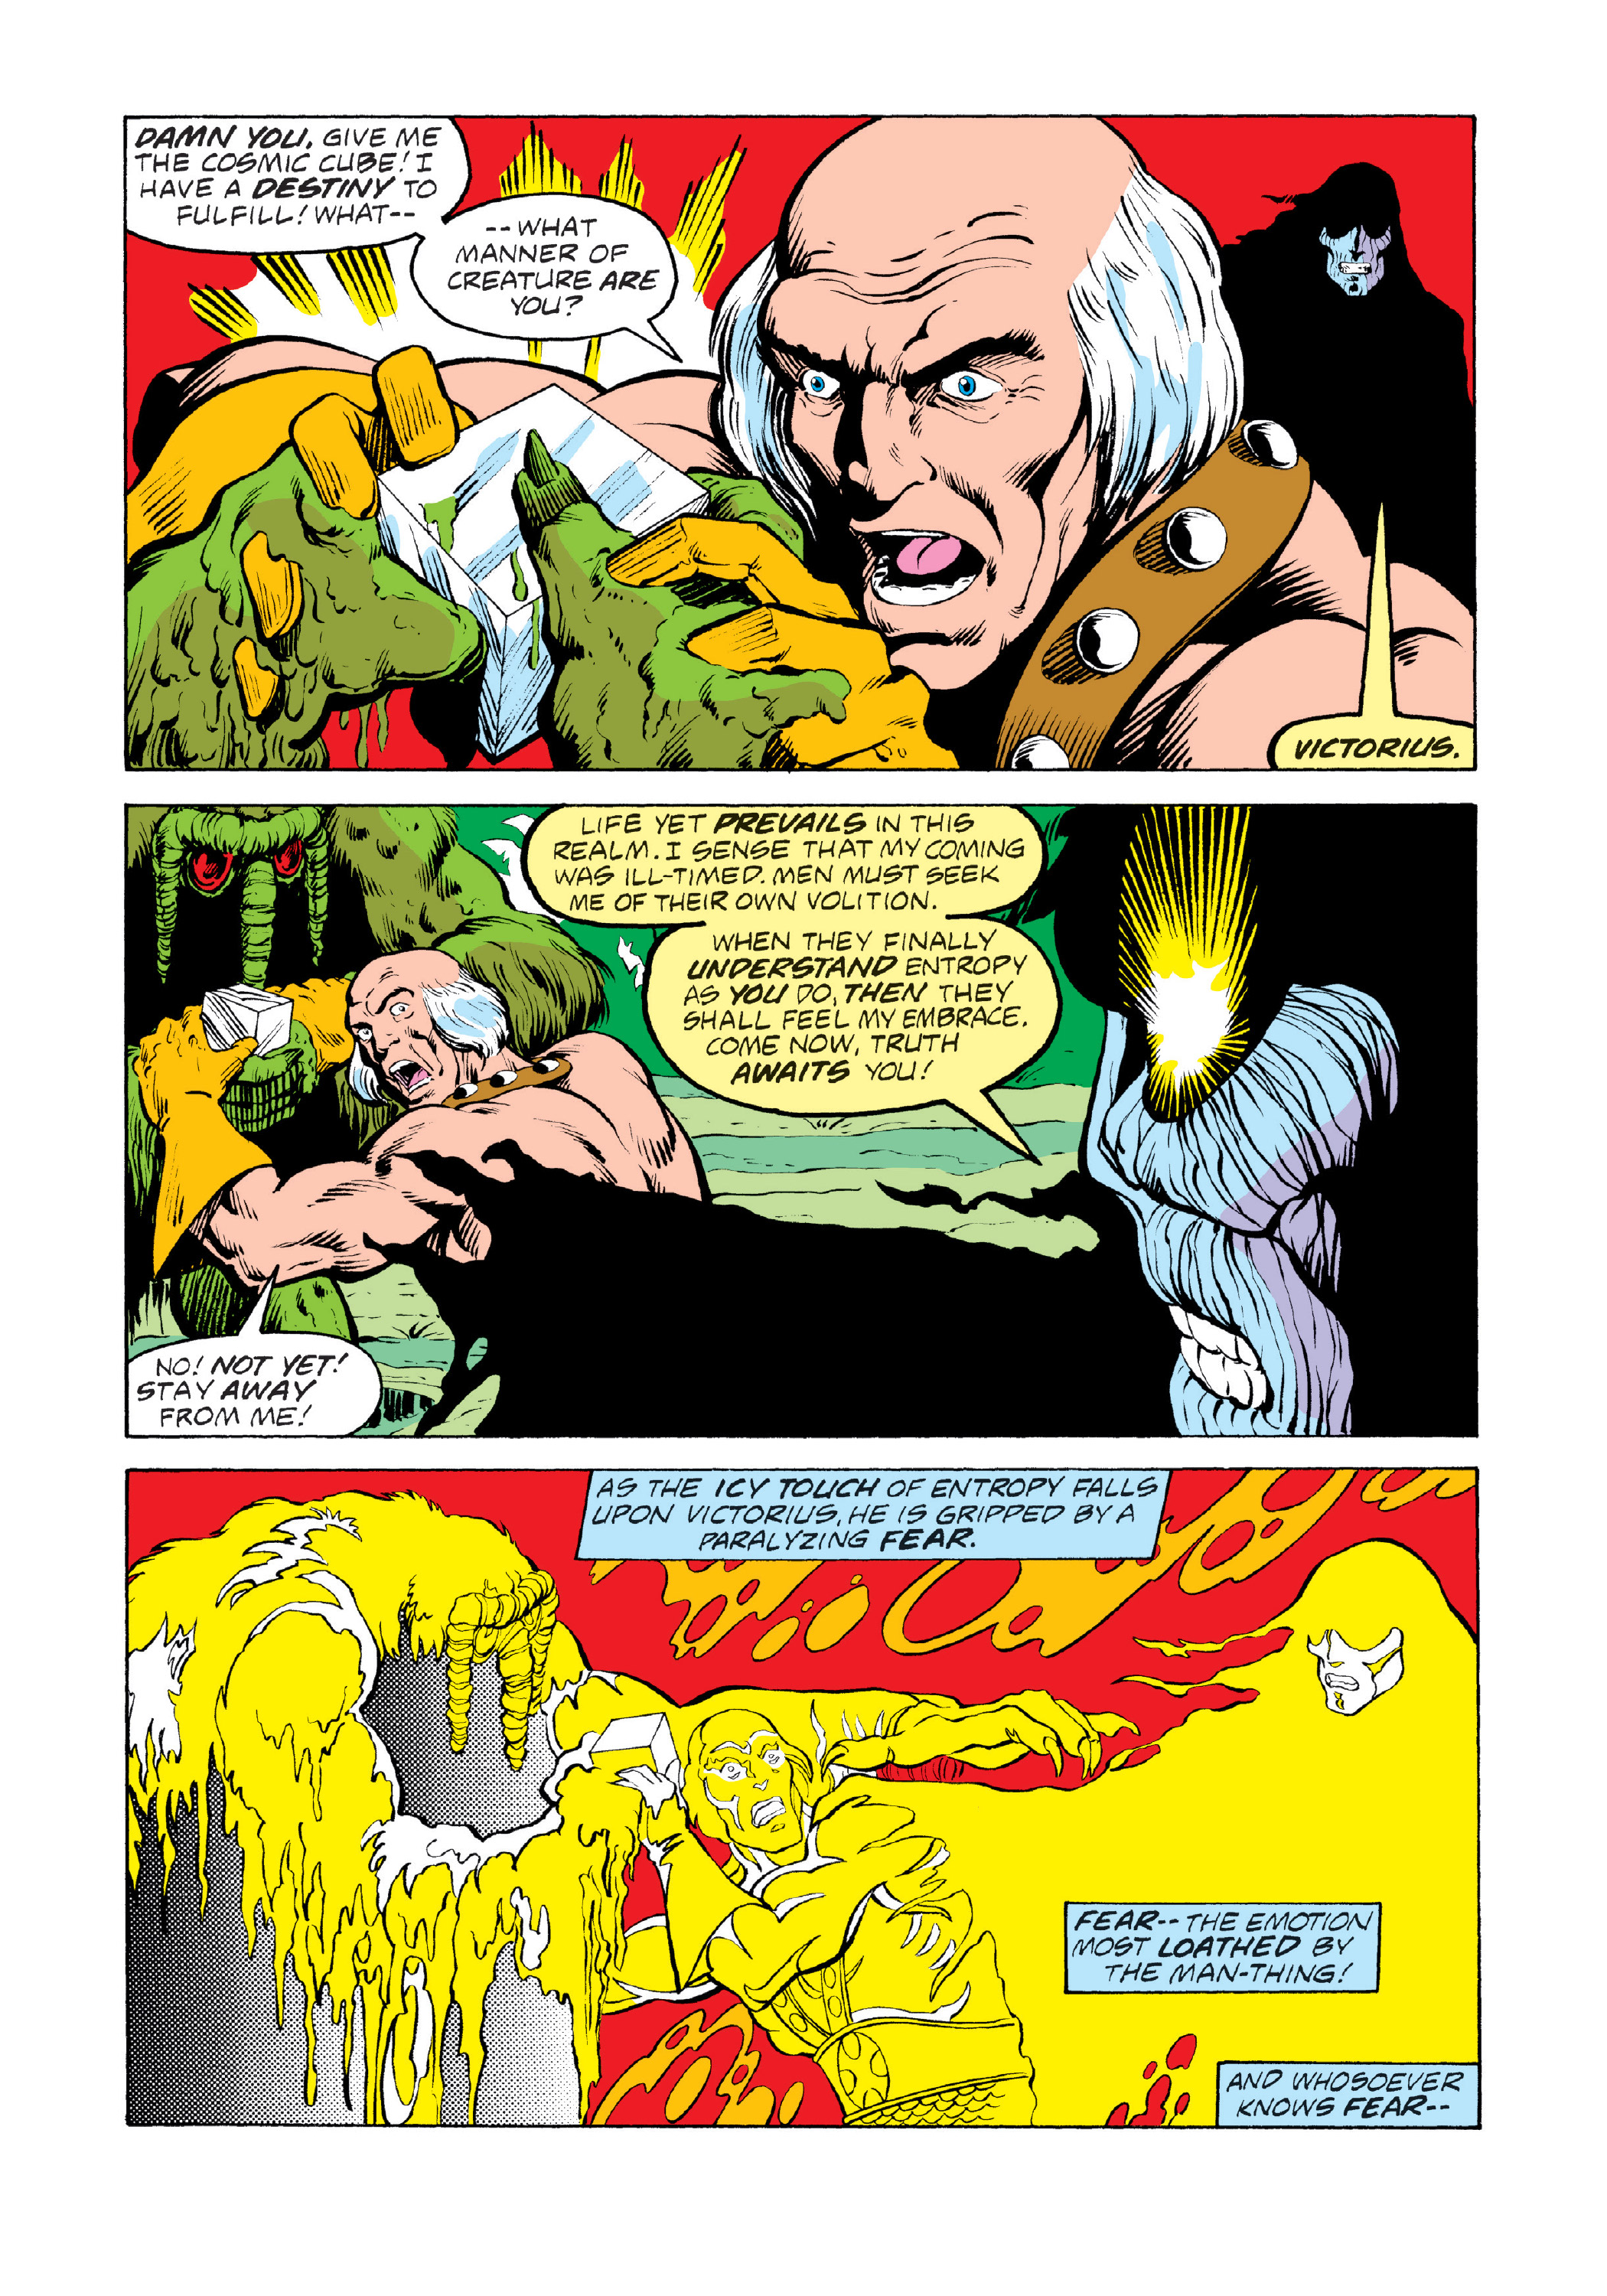 DAMN YOU, GIVE ME
THE COSMIC CUBE! I
HAVE A DESTINY TO
FULFILL! WHAT--
--WHAT
MANNER OF
CREATURE ARE
YOU?
VICTORIUS.
LIFE YET PREVAILS IN THIS
REALM. I SENSE THAT MY COMING
WAS ILL-TIMED. MEN MUST SEEK
ME OF THEIR OWN VOLITION.
WHEN THEY FINALLY
UNDERSTAND ENTROPY
AS YOU DO, THEN THEY
SHALL FEEL MY EMBRACE.
COME NOW, TRUTH
AWAITS YOU!
NO! NOT YET!
STAY AWAY
FROM ME!
AS THE ICY TOUCH OF ENTROPY FALLS
UPON VICTORIUS, HE IS GRIPPED BY A
PARALYZING FEAR.
FEAR-- THE EMOTION
MOST LOATHED BY
THE MAN-THING!
AND WHOSOEVER
KNOWS FEAR--